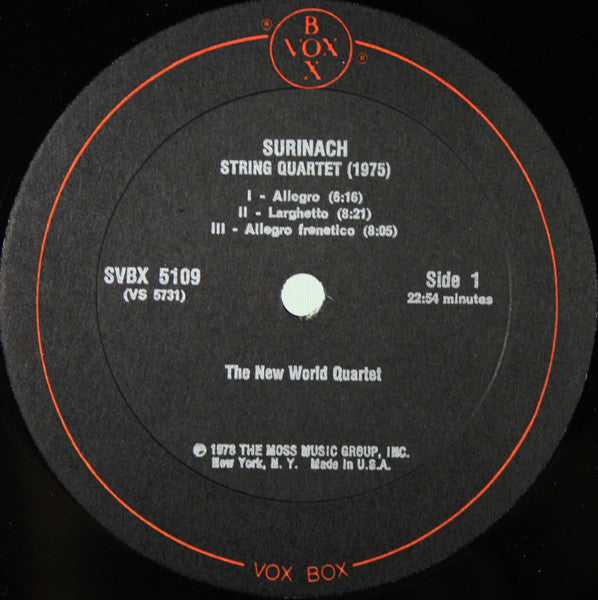 B
VOX
X
® ®
SURINACH
STRING QUARTET (1975)
I - Allegro (6:16)
II - Larghetto (8:21)
III - Allegro frenetico (8:05)
SVBX 5109
(VS 5731)
Side 1
22:54 minutes
The New World Quartet
℗ 1978 THE MOSS MUSIC GROUP, INC.
New York, N. Y. Made in U.S.A.
VOX BOX